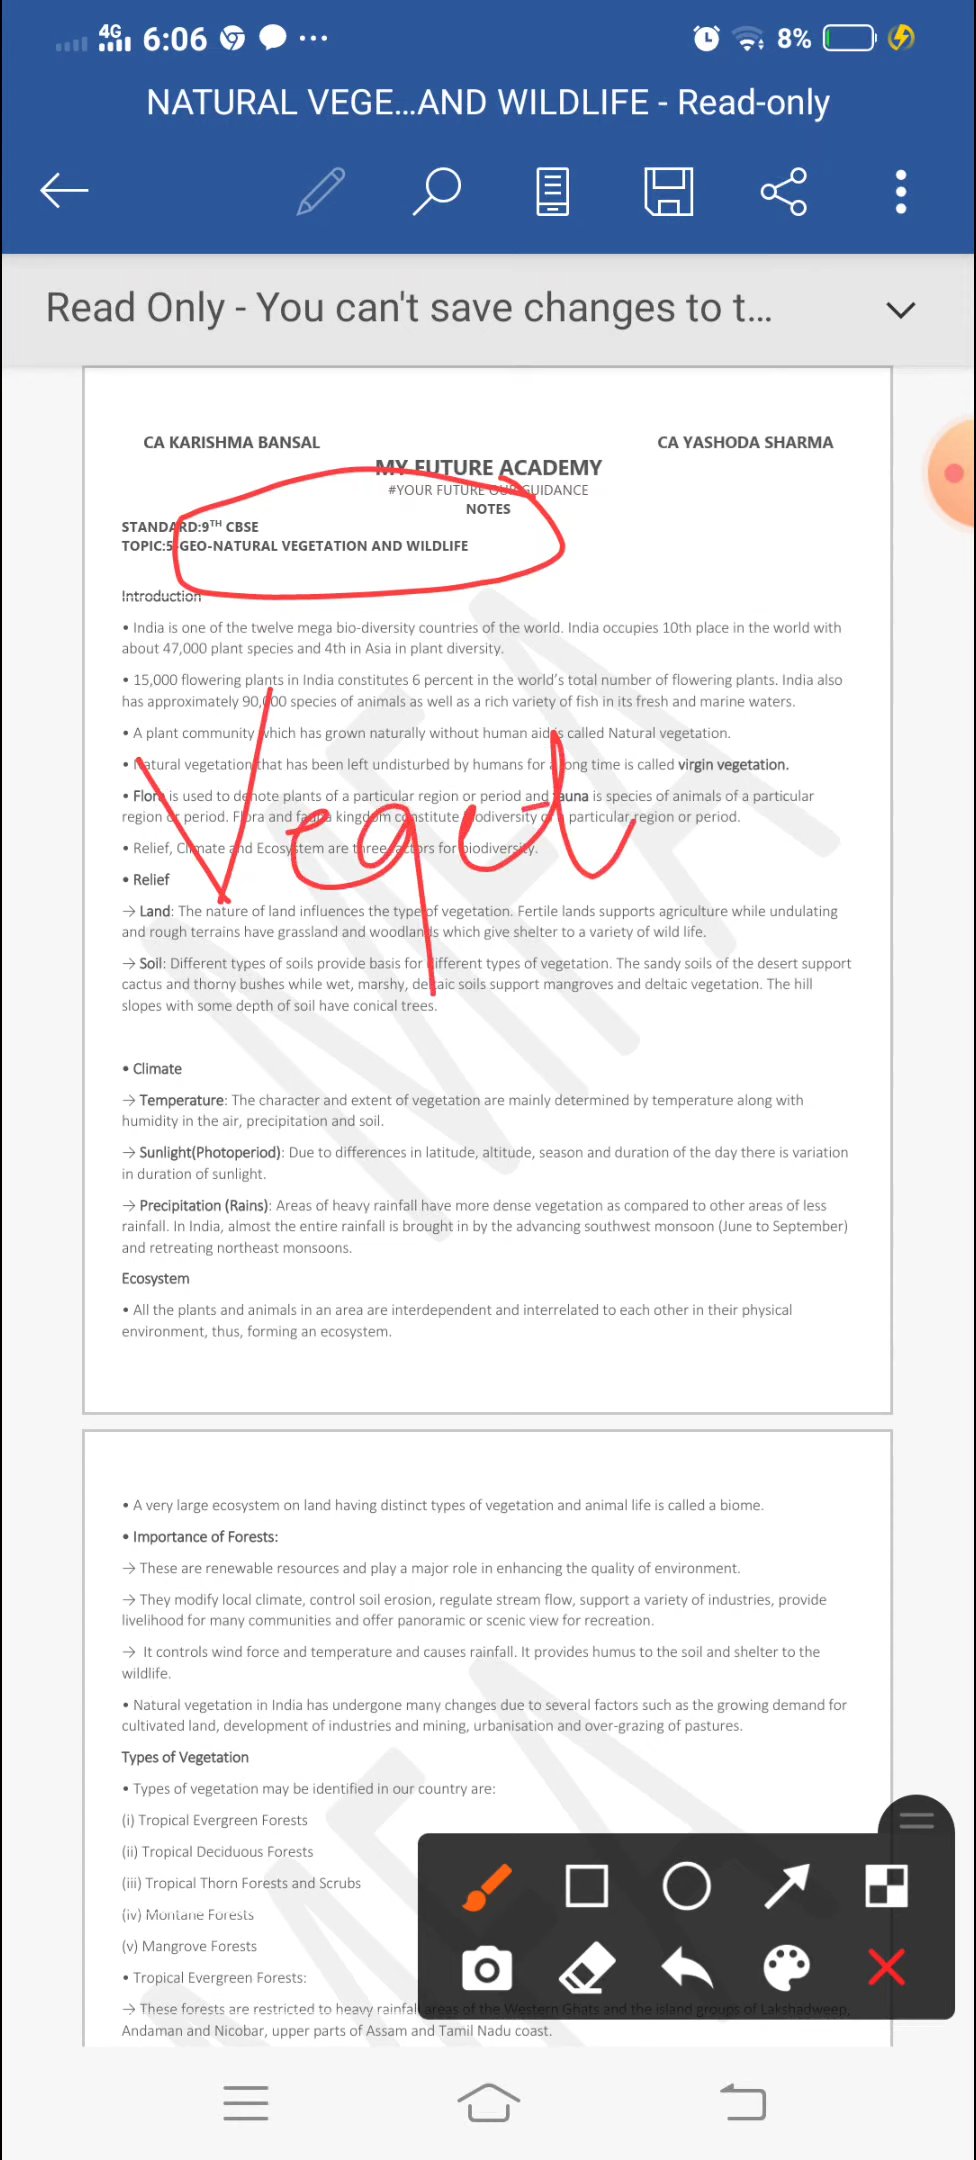 4G 6:06 ... 8%
NATURAL VEGE...AND WILDLIFE - Read-only
Read Only - You can't save changes to t...
CA KARISHMA BANSAL CA YASHODA SHARMA
MY FUTURE ACADEMY
#YOUR FUTURE OUR GUIDANCE
NOTES
STANDARD:9TH CBSE
TOPIC:5-GEO-NATURAL VEGETATION AND WILDLIFE
Introduction
• India is one of the twelve mega bio-diversity countries of the world. India occupies 10th place in the world with
about 47,000 plant species and 4th in Asia in plant diversity.
• 15,000 flowering plants in India constitutes 6 percent in the world's total number of flowering plants. India also
has approximately 90,000 species of animals as well as a rich variety of fish in its fresh and marine waters.
• A plant community which has grown naturally without human aid is called Natural vegetation.
• Natural vegetation that has been left undisturbed by humans for a long time is called virgin vegetation.
Veget
• Flora is used to denote plants of a particular region or period and fauna is species of animals of a particular
region or period. Flora and fauna kingdom constitute biodiversity of a particular region or period.
• Relief, Climate and Ecosystem are three factors for biodiversity.
• Relief
→ Land: The nature of land influences the type of vegetation. Fertile lands supports agriculture while undulating
and rough terrains have grassland and woodlands which give shelter to a variety of wild life.
→ Soil: Different types of soils provide basis for different types of vegetation. The sandy soils of the desert support
cactus and thorny bushes while wet, marshy, deltaic soils support mangroves and deltaic vegetation. The hill
slopes with some depth of soil have conical trees.
• Climate
→ Temperature: The character and extent of vegetation are mainly determined by temperature along with
humidity in the air, precipitation and soil.
→ Sunlight(Photoperiod): Due to differences in latitude, altitude, season and duration of the day there is variation
in duration of sunlight.
→ Precipitation (Rains): Areas of heavy rainfall have more dense vegetation as compared to other areas of less
rainfall. In India, almost the entire rainfall is brought in by the advancing southwest monsoon (June to September)
and retreating northeast monsoons.
Ecosystem
• All the plants and animals in an area are interdependent and interrelated to each other in their physical
environment, thus, forming an ecosystem.
MFA
• A very large ecosystem on land having distinct types of vegetation and animal life is called a biome.
• Importance of Forests:
→ These are renewable resources and play a major role in enhancing the quality of environment.
→ They modify local climate, control soil erosion, regulate stream flow, support a variety of industries, provide
livelihood for many communities and offer panoramic or scenic view for recreation.
→ It controls wind force and temperature and causes rainfall. It provides humus to the soil and shelter to the
wildlife.
• Natural vegetation in India has undergone many changes due to several factors such as the growing demand for
cultivated land, development of industries and mining, urbanisation and over-grazing of pastures.
Types of Vegetation
• Types of vegetation may be identified in our country are:
(i) Tropical Evergreen Forests
(ii) Tropical Deciduous Forests
(iii) Tropical Thorn Forests and Scrubs
(iv) Montane Forests
(v) Mangrove Forests
• Tropical Evergreen Forests:
→ These forests are restricted to heavy rainfall areas of the Western Ghats and the island groups of Lakshadweep,
Andaman and Nicobar, upper parts of Assam and Tamil Nadu coast.
MFA